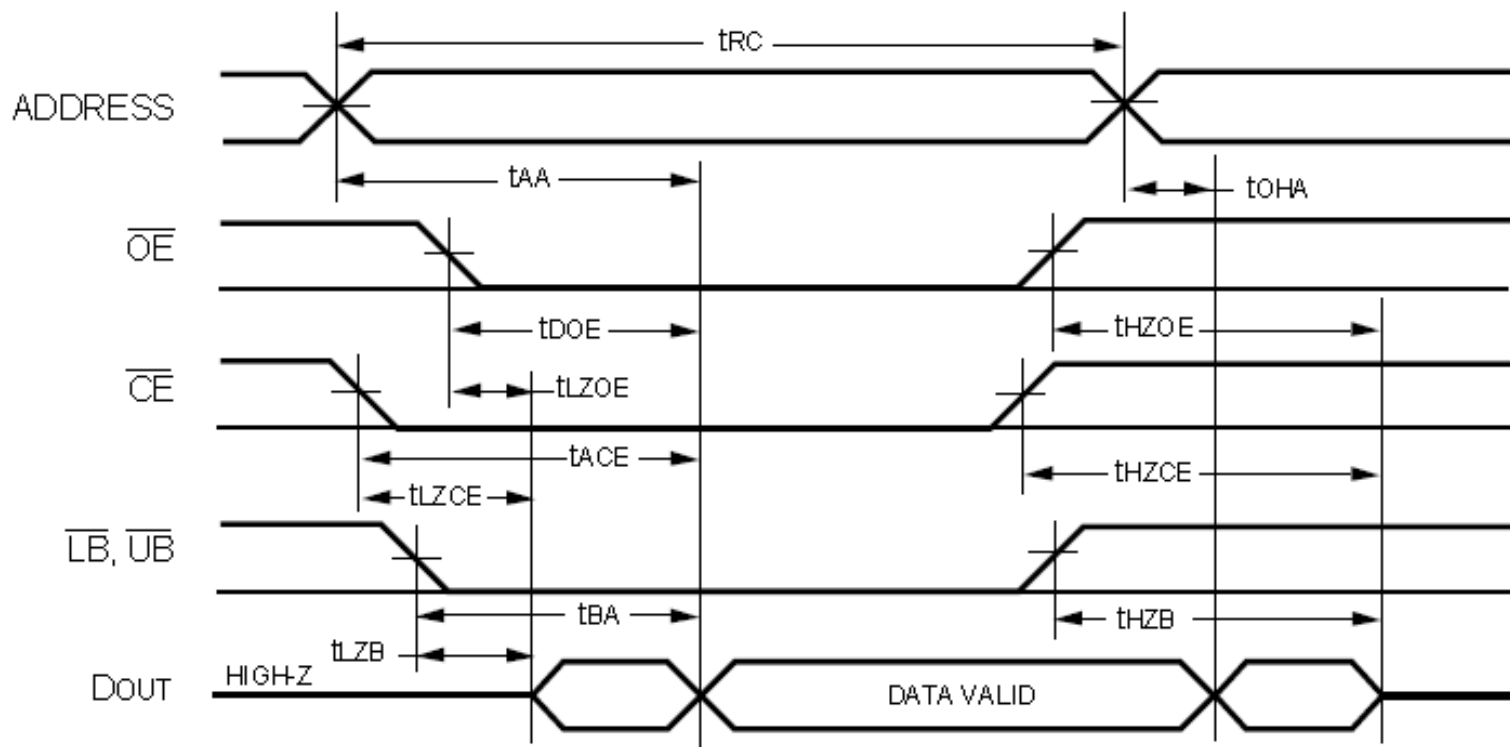 tRC
ADDRESS
tAA
tOHA
OE
tDOE
tHZOE
CE
tLZOE
tACE
tHZCE
tLZCE
LB, UB
tBA
tHZB
tLZB
HIGH-Z
DOUT
DATA VALID